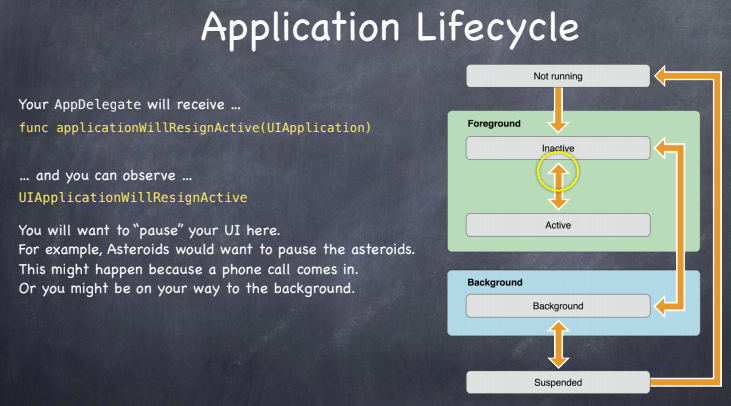 Application Lifecycle
Your AppDelegate will receive …
func applicationWillResignActive(UIApplication)
… and you can observe …
UIApplicationWillResignActive
You will want to “pause” your UI here.
For example, Asteroids would want to pause the asteroids.
This might happen because a phone call comes in.
Or you might be on your way to the background.
Not running
Foreground
Inactive
Active
Background
Background
Suspended